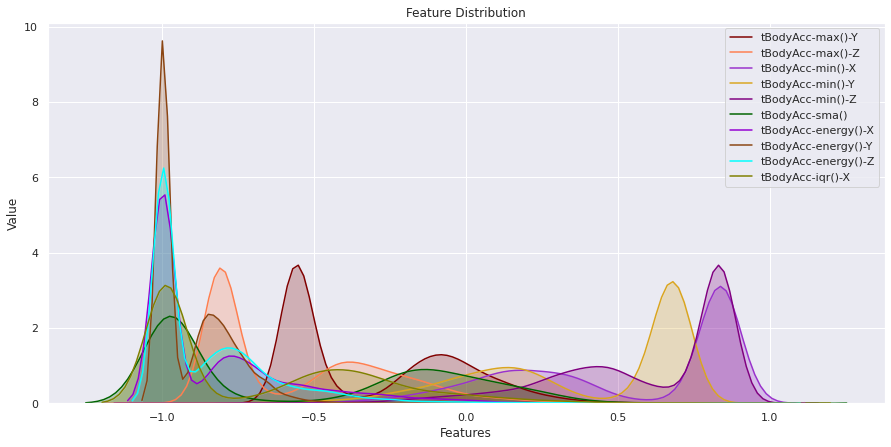 Feature Distribution
10
8
6
4
2
0
Value
−1.0
−0.5
0.0
0.5
1.0
Features
tBodyAcc-max()-Y
tBodyAcc-max()-Z
tBodyAcc-min()-X
tBodyAcc-min()-Y
tBodyAcc-min()-Z
tBodyAcc-sma()
tBodyAcc-energy()-X
tBodyAcc-energy()-Y
tBodyAcc-energy()-Z
tBodyAcc-iqr()-X